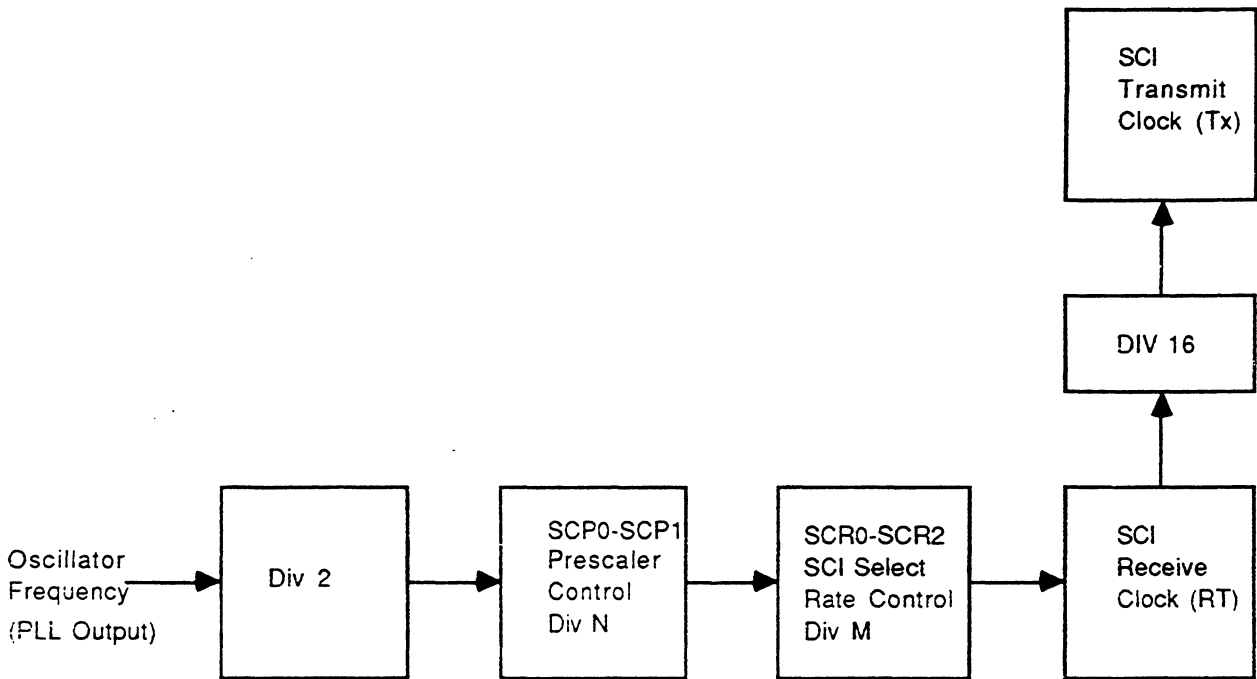 SCI
Transmit
Clock (Tx)
DIV 16
Oscillator
Frequency
(PLL Output)
Div 2
SCP0-SCP1
Prescaler
Control
Div N
SCR0-SCR2
SCI Select
Rate Control
Div M
SCI
Receive
Clock (RT)